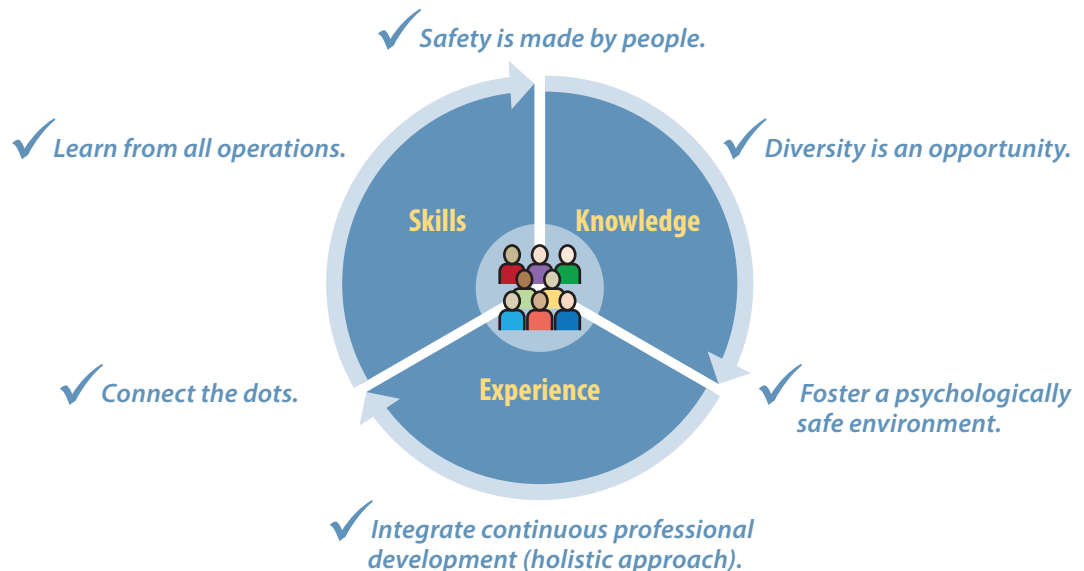 Safety is made by people.
Learn from all operations.
Diversity is an opportunity.
Skills
Knowledge
Experience
Connect the dots.
Foster a psychologically
safe environment.
Integrate continuous professional
development (holistic approach).